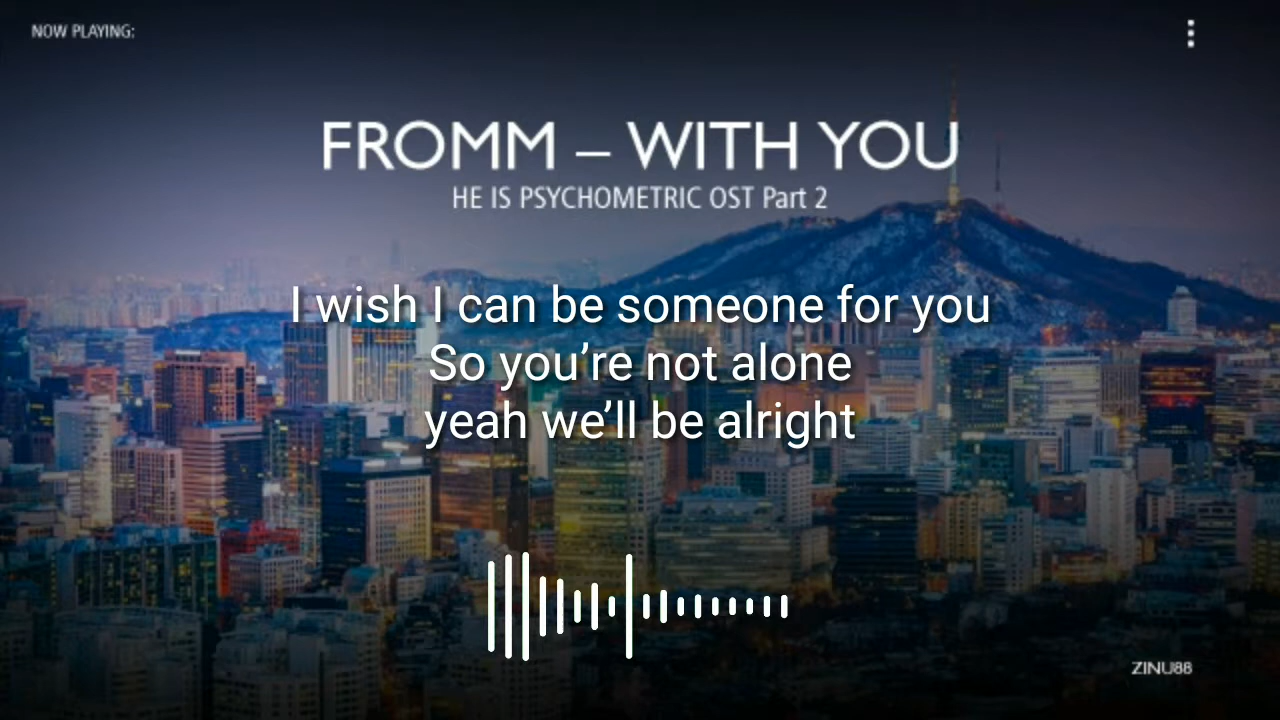 NOW PLAYING:
FROMM – WITH YOU
HE IS PSYCHOMETRIC OST Part 2
I wish I can be someone for you
So you’re not alone
yeah we’ll be alright
ZINU88